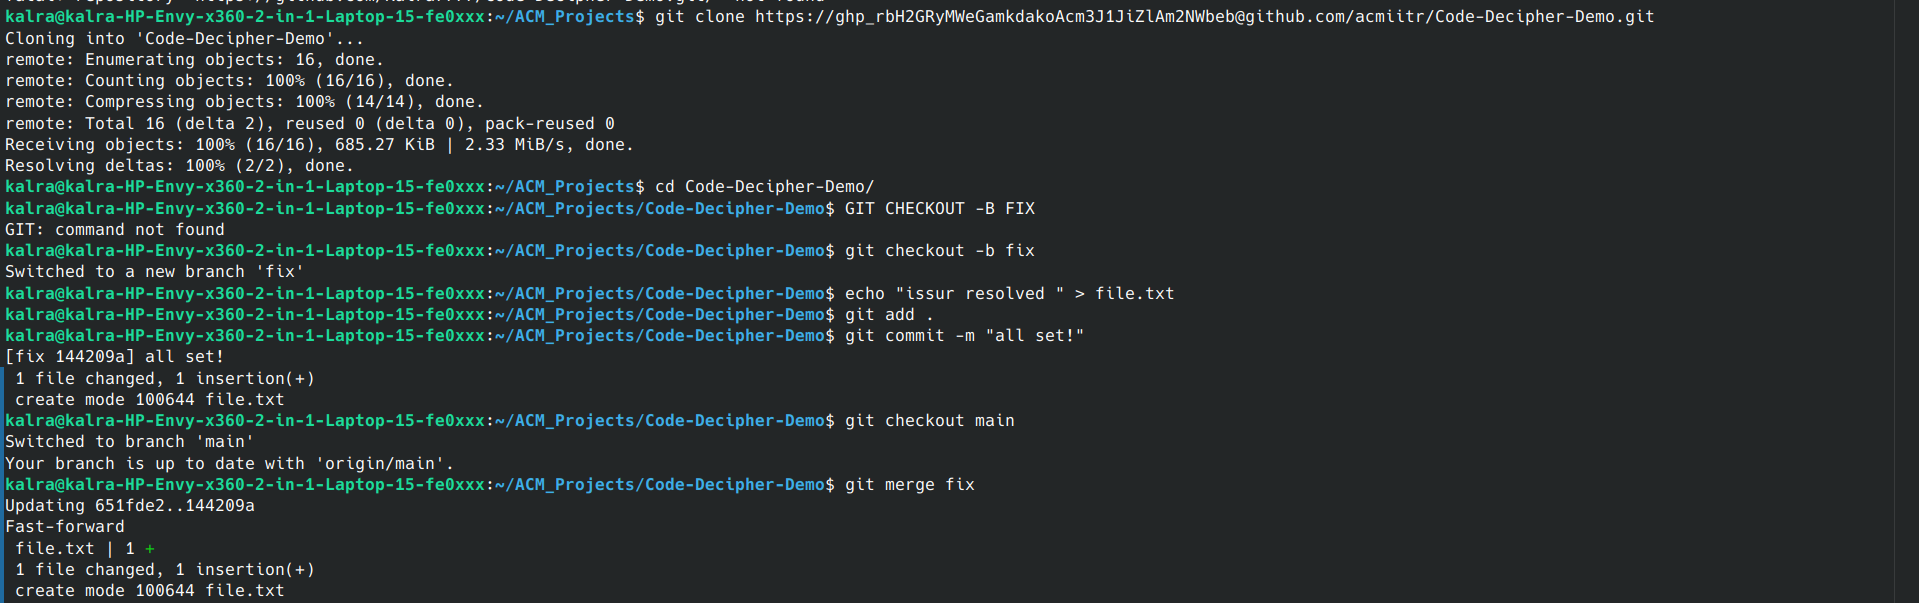 not found
kalra@kalra-HP-Envy-x360-2-in-1-Laptop-15-fe0xxx:~/ACM_Projects$ git clone https://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@github.com/acmiitr/Code-Decipher-Demo.git
Cloning into 'Code-Decipher-Demo'...
remote: Enumerating objects: 16, done.
remote: Counting objects: 100% (16/16), done.
remote: Compressing objects: 100% (14/14), done.
remote: Total 16 (delta 2), reused 0 (delta 0), pack-reused 0
Receiving objects: 100% (16/16), 685.27 KiB | 2.33 MiB/s, done.
Resolving deltas: 100% (2/2), done.
kalra@kalra-HP-Envy-x360-2-in-1-Laptop-15-fe0xxx:~/ACM_Projects$ cd Code-Decipher-Demo/
kalra@kalra-HP-Envy-x360-2-in-1-Laptop-15-fe0xxx:~/ACM_Projects/Code-Decipher-Demo$ GIT CHECKOUT -B FIX
GIT: command not found
kalra@kalra-HP-Envy-x360-2-in-1-Laptop-15-fe0xxx:~/ACM_Projects/Code-Decipher-Demo$ git checkout -b fix
Switched to a new branch 'fix'
kalra@kalra-HP-Envy-x360-2-in-1-Laptop-15-fe0xxx:~/ACM_Projects/Code-Decipher-Demo$ echo "issur resolved " > file.txt
kalra@kalra-HP-Envy-x360-2-in-1-Laptop-15-fe0xxx:~/ACM_Projects/Code-Decipher-Demo$ git add .
kalra@kalra-HP-Envy-x360-2-in-1-Laptop-15-fe0xxx:~/ACM_Projects/Code-Decipher-Demo$ git commit -m "all set!"
[fix 144209a] all set!
 1 file changed, 1 insertion(+)
 create mode 100644 file.txt
kalra@kalra-HP-Envy-x360-2-in-1-Laptop-15-fe0xxx:~/ACM_Projects/Code-Decipher-Demo$ git checkout main
Switched to branch 'main'
Your branch is up to date with 'origin/main'.
kalra@kalra-HP-Envy-x360-2-in-1-Laptop-15-fe0xxx:~/ACM_Projects/Code-Decipher-Demo$ git merge fix
Updating 651fde2..144209a
Fast-forward
 file.txt | 1 +
 1 file changed, 1 insertion(+)
 create mode 100644 file.txt